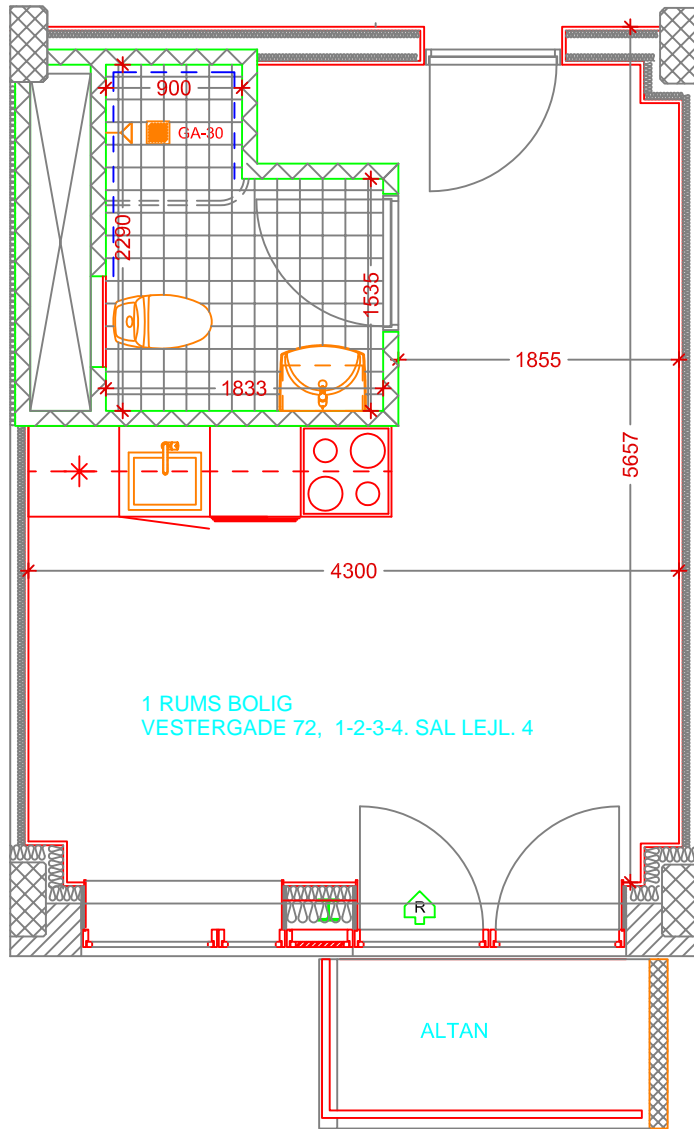 900
GA-30
2290
1535
1833
1855
5657
4300
1 RUMS BOLIG
VESTERGADE 72, 1-2-3-4. SAL LEJL. 4
R
ALTAN